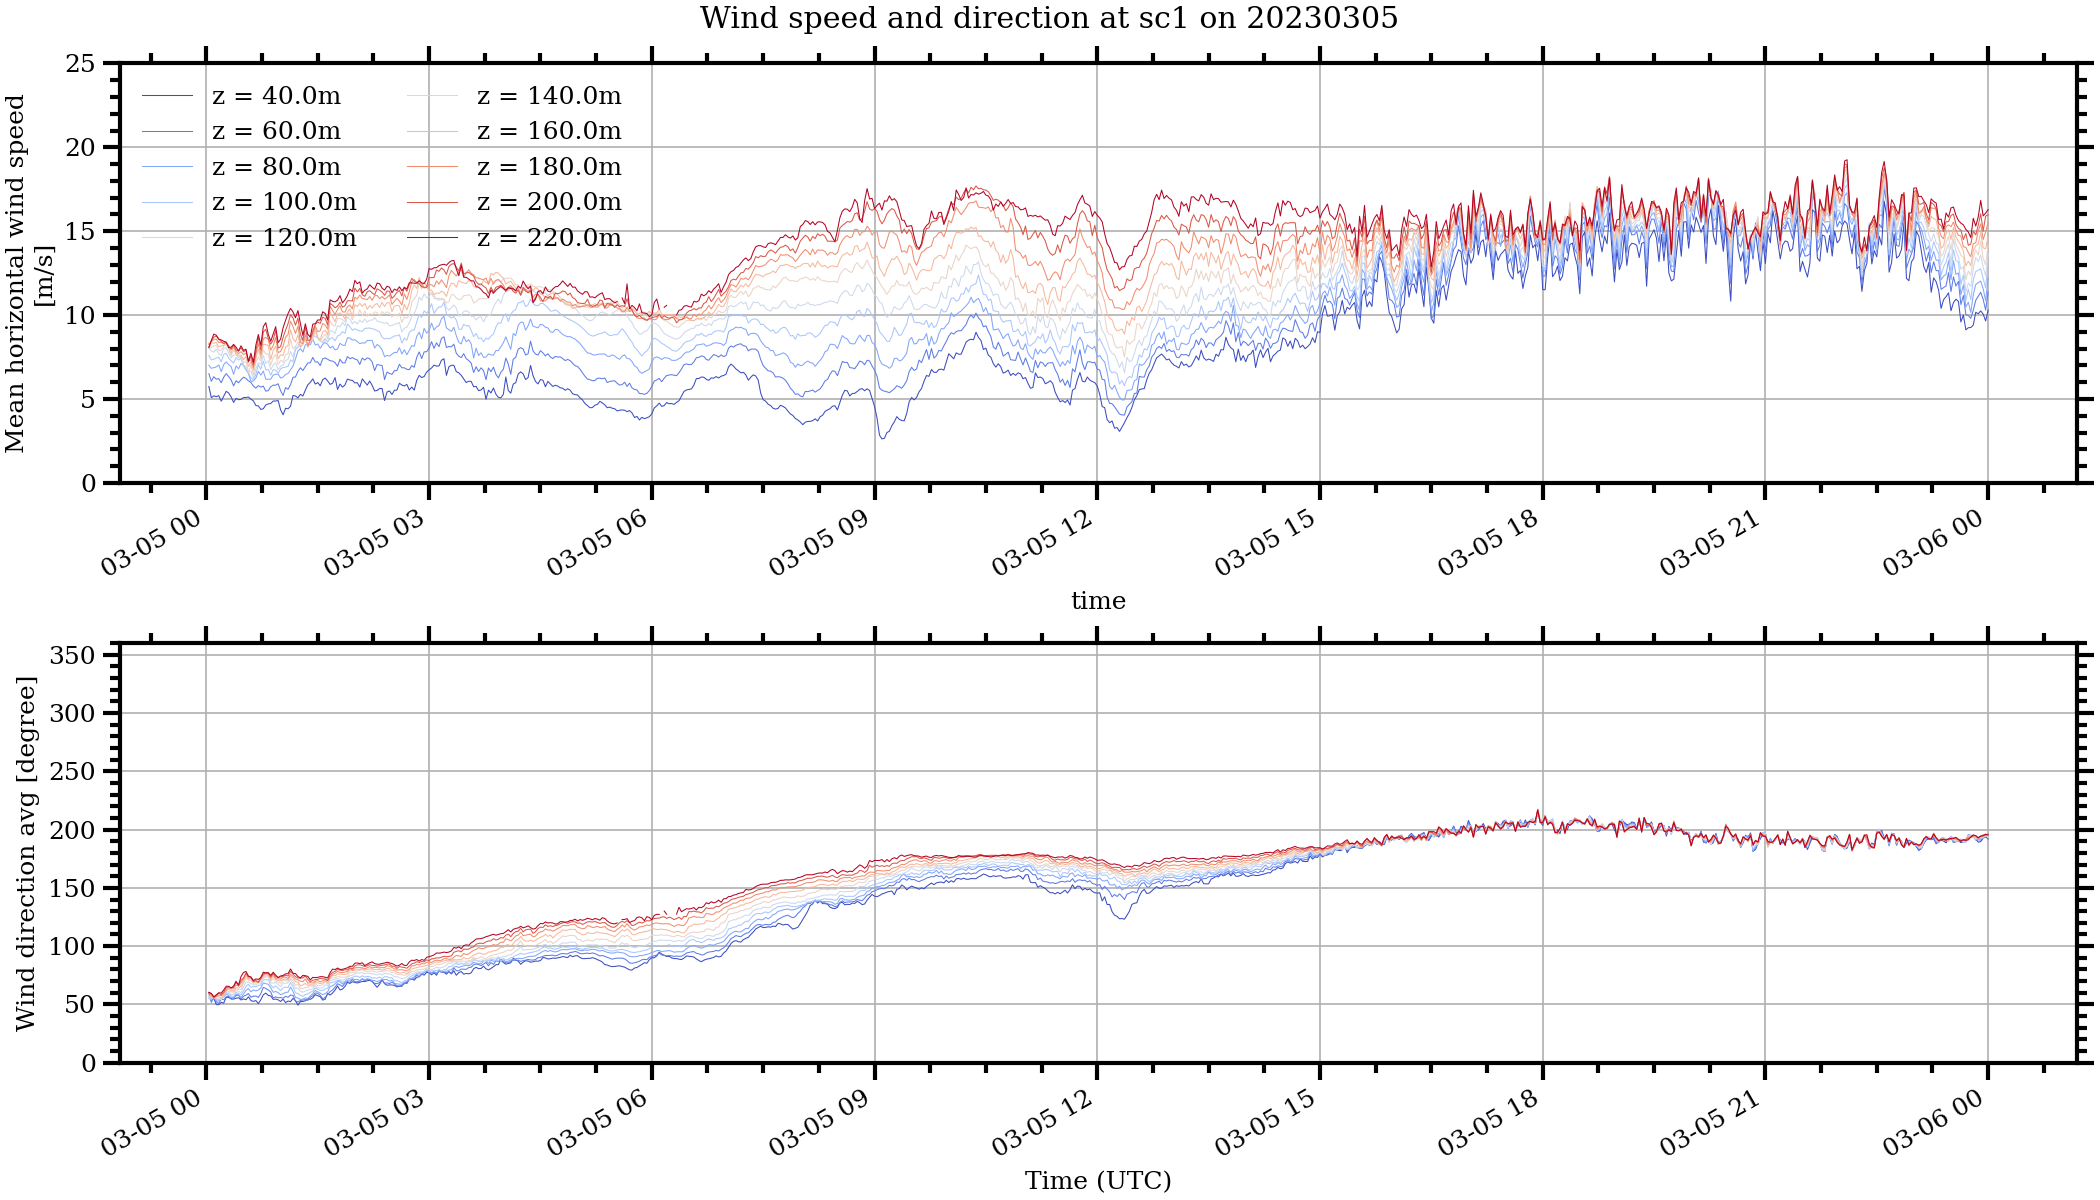 Wind speed and direction at sc1 on 20230305
Mean horizontal wind speed
[m/s]
25
20
15
10
5
0
z = 40.0m
z = 60.0m
z = 80.0m
z = 100.0m
z = 120.0m
z = 140.0m
z = 160.0m
z = 180.0m
z = 200.0m
z = 220.0m
03-05 00
03-05 03
03-05 06
03-05 09
03-05 12
03-05 15
03-05 18
03-05 21
03-06 00
time
Wind direction avg [degree]
350
300
250
200
150
100
50
0
03-05 00
03-05 03
03-05 06
03-05 09
03-05 12
03-05 15
03-05 18
03-05 21
03-06 00
Time (UTC)